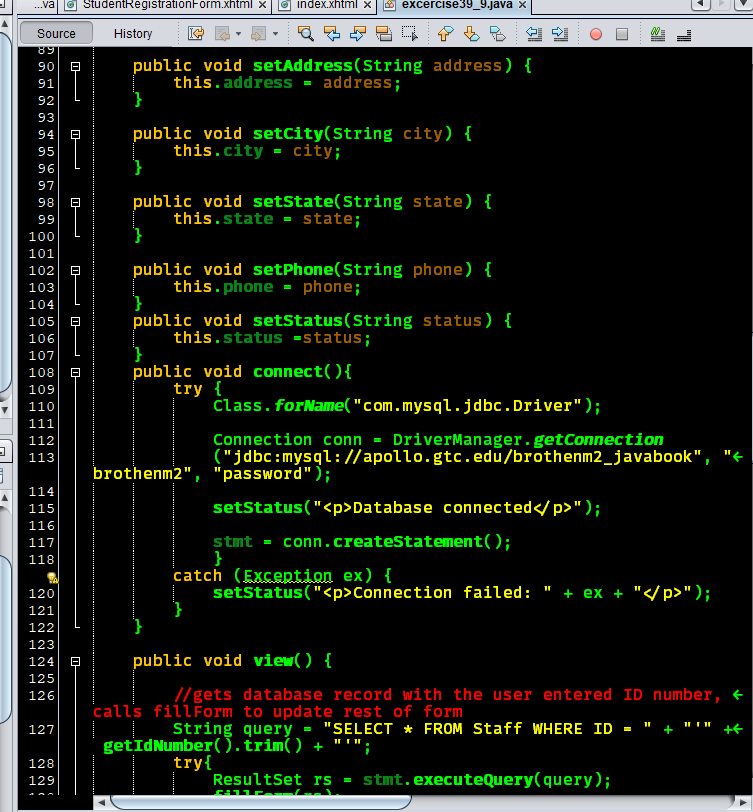 ...va StudentRegistrationForm.xhtml index.xhtml excercise39_9.java
Source History
89
90 public void setAddress(String address) {
91 this.address = address;
92 }
93
94 public void setCity(String city) {
95 this.city = city;
96 }
97
98 public void setState(String state) {
99 this.state = state;
100 }
101
102 public void setPhone(String phone) {
103 this.phone = phone;
104 }
105 public void setStatus(String status) {
106 this.status =status;
107 }
108 public void connect(){
109 try {
110 Class.forName("com.mysql.jdbc.Driver");
111
112 Connection conn = DriverManager.getConnection
113 ("jdbc:mysql://apollo.gtc.edu/brothenm2_javabook", "←
brothenm2", "password");
114
115 setStatus("<p>Database connected</p>");
116
117 stmt = conn.createStatement();
118 }
catch (Exception ex) {
120 setStatus("<p>Connection failed: " + ex + "</p>");
121 }
122 }
123
124 public void view() {
125
126 //gets database record with the user entered ID number, ←
calls fillForm to update rest of form
127 String query = "SELECT * FROM Staff WHERE ID = " + "'" +←
getIdNumber().trim() + "'";
128 try{
129 ResultSet rs = stmt.executeQuery(query);
fillForm(rs);